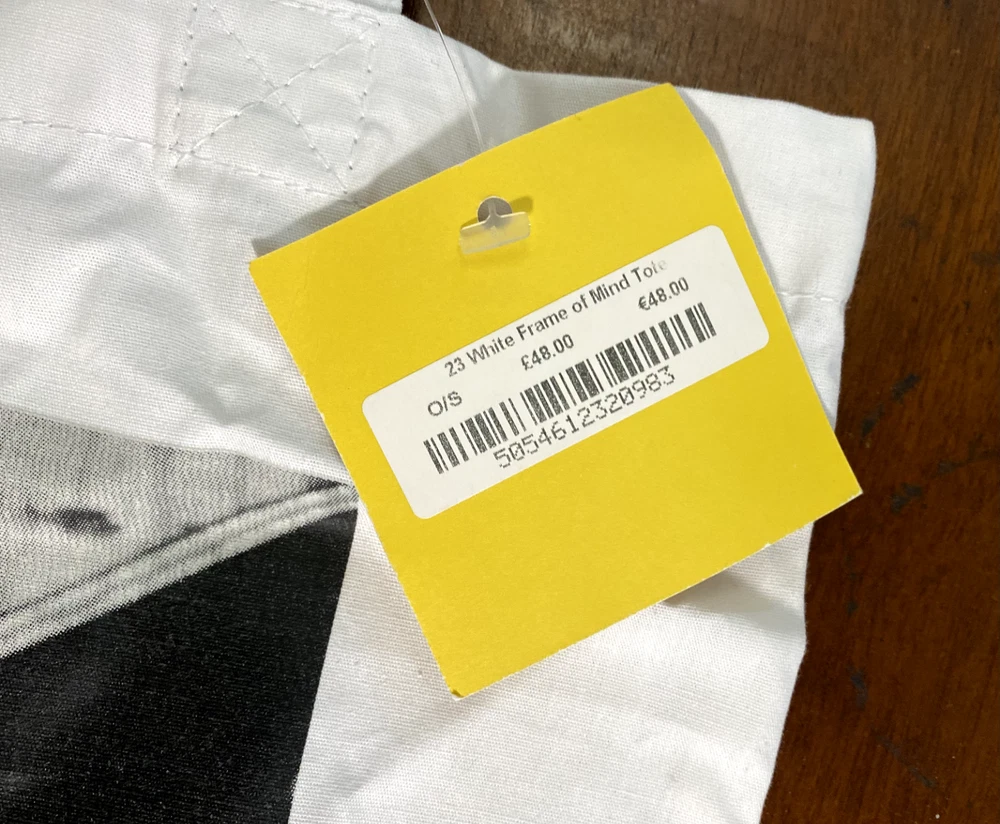 23 White Frame of Mind Tote
£48.00 €48.00
O/S
5054612320983